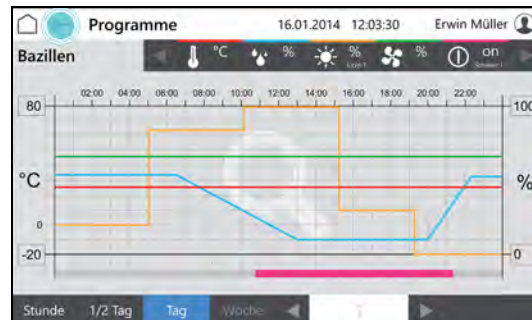 Programme 16.01.2014 12:03:30 Erwin Müller
Bazillen °C % % % on
02:00 04:00 06:00 08:00 10:00 12:00 14:00 16:00 18:00 20:00 22:00
80 100
°C %
0
-20 0
Stunde 1/2 Tag Tag Woche